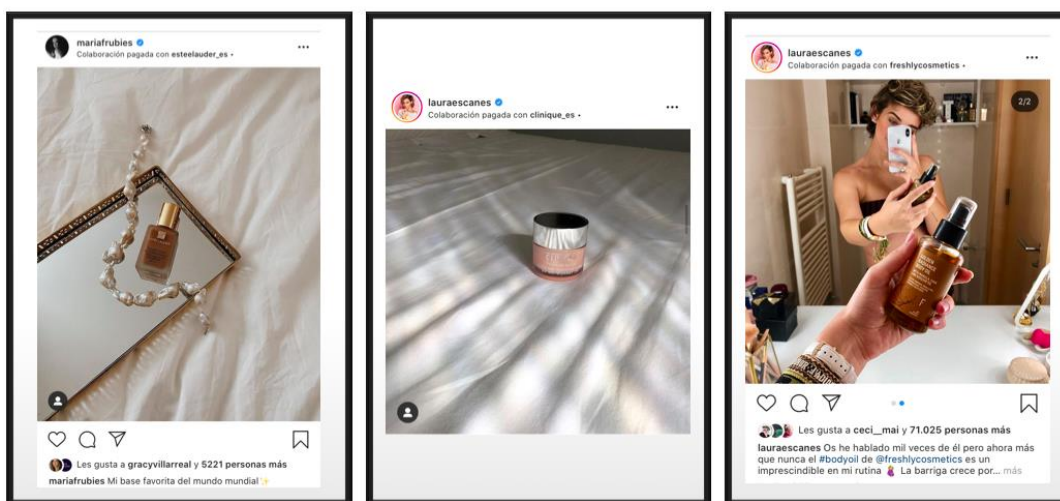 mariafrubies
Colaboración pagada con esteelauder_es •
Les gusta a gracyvillarreal y 5221 personas más
mariafrubies Mi base favorita del mundo mundial✨
lauraescanes
Colaboración pagada con clinique_es •
lauraescanes
Colaboración pagada con freshlycosmetics •
2/2
BODY OIL
F
Les gusta a ceci__mai y 71.025 personas más
lauraescanes Os he hablado mil veces de él pero ahora más
que nunca el #bodyoil de @freshlycosmetics es un
imprescindible en mi rutina 🤰 La barriga crece por... más